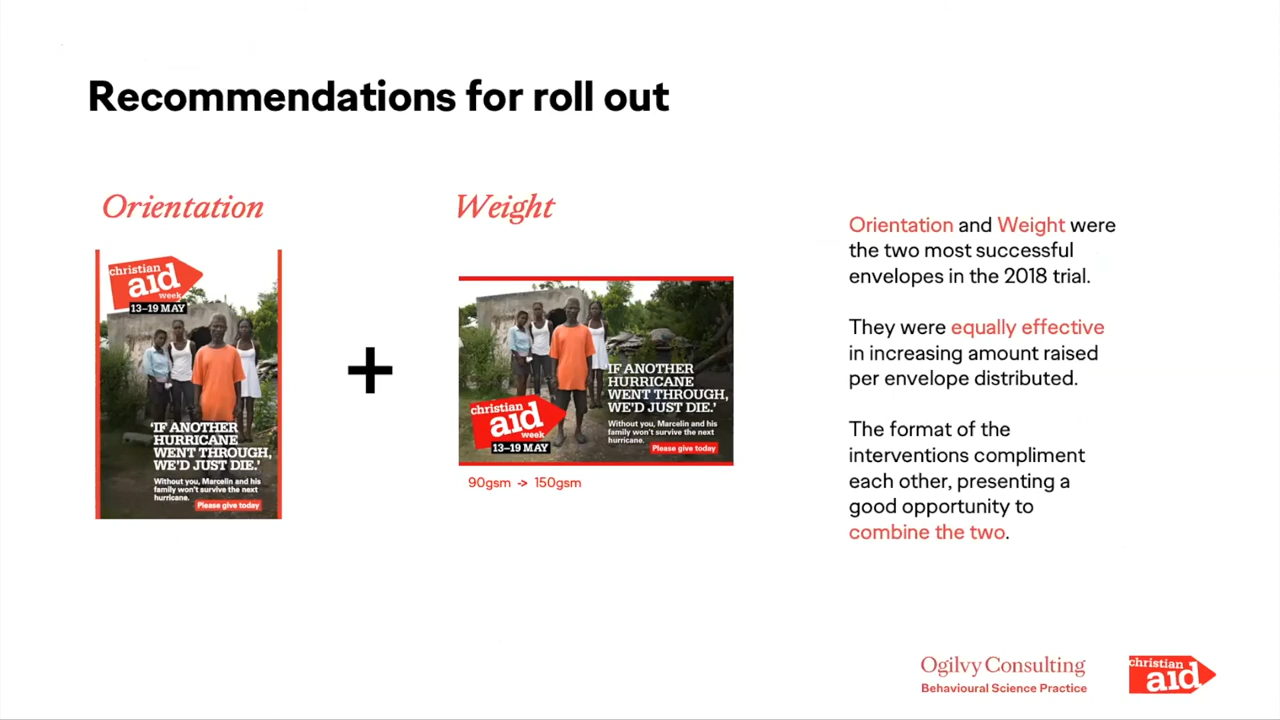 Recommendations for roll out
Orientation
christian
aid
week
13–19 MAY
‘IF ANOTHER
HURRICANE
WENT THROUGH,
WE’D JUST DIE.’
Without you, Marcelin and his
family won’t survive the next
hurricane.
Please give today
+
Weight
IF ANOTHER
HURRICANE
WENT THROUGH,
WE’D JUST DIE.’
Without you, Marcelin and his
family won’t survive the next
hurricane.
Please give today
christian
aid
week
13–19 MAY
90gsm -> 150gsm
Orientation and Weight were
the two most successful
envelopes in the 2018 trial.
They were equally effective
in increasing amount raised
per envelope distributed.
The format of the
interventions compliment
each other, presenting a
good opportunity to
combine the two.
Ogilvy Consulting
Behavioural Science Practice
christian
aid